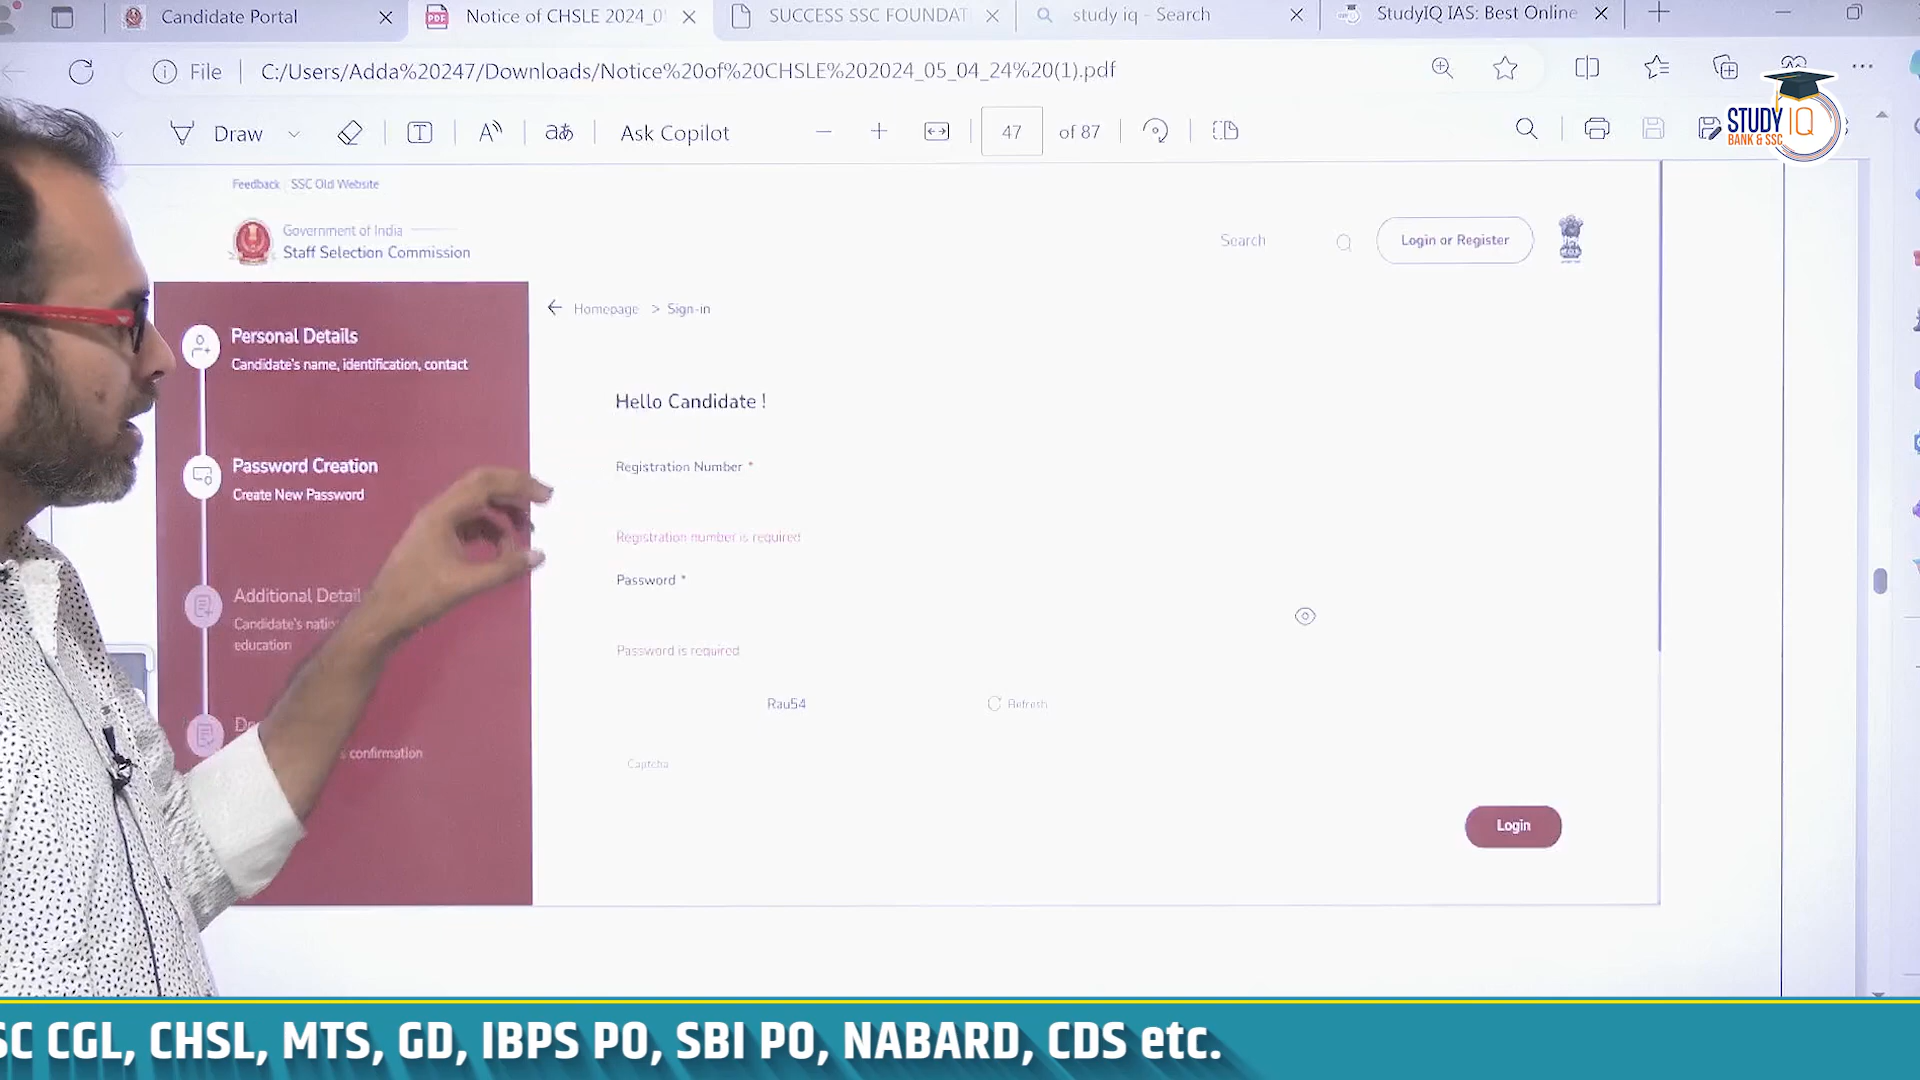 Candidate Portal
Notice of CHSLE 2024_0
SUCCESS SSC FOUNDAT
study iq - Search
StudyIQ IAS: Best Online
File
C:/Users/Adda%20247/Downloads/Notice%20of%20CHSLE%202024_05_04_24%20(1).pdf
PDF
Draw
T
A
aあ
Ask Copilot
47
of 87
STUDY IQ
BANK & SSC
Feedback
SSC Old Website
Government of India
Staff Selection Commission
Search
Login or Register
Personal Details
Candidate's name, identification, contact
Password Creation
Create New Password
Additional Detail
Candidate's natio
education
confirmation
Homepage > Sign-in
Hello Candidate !
Registration Number *
Registration number is required
Password *
Password is required
Rau54
Refresh
Captcha
Login
SC CGL, CHSL, MTS, GD, IBPS PO, SBI PO, NABARD, CDS etc.